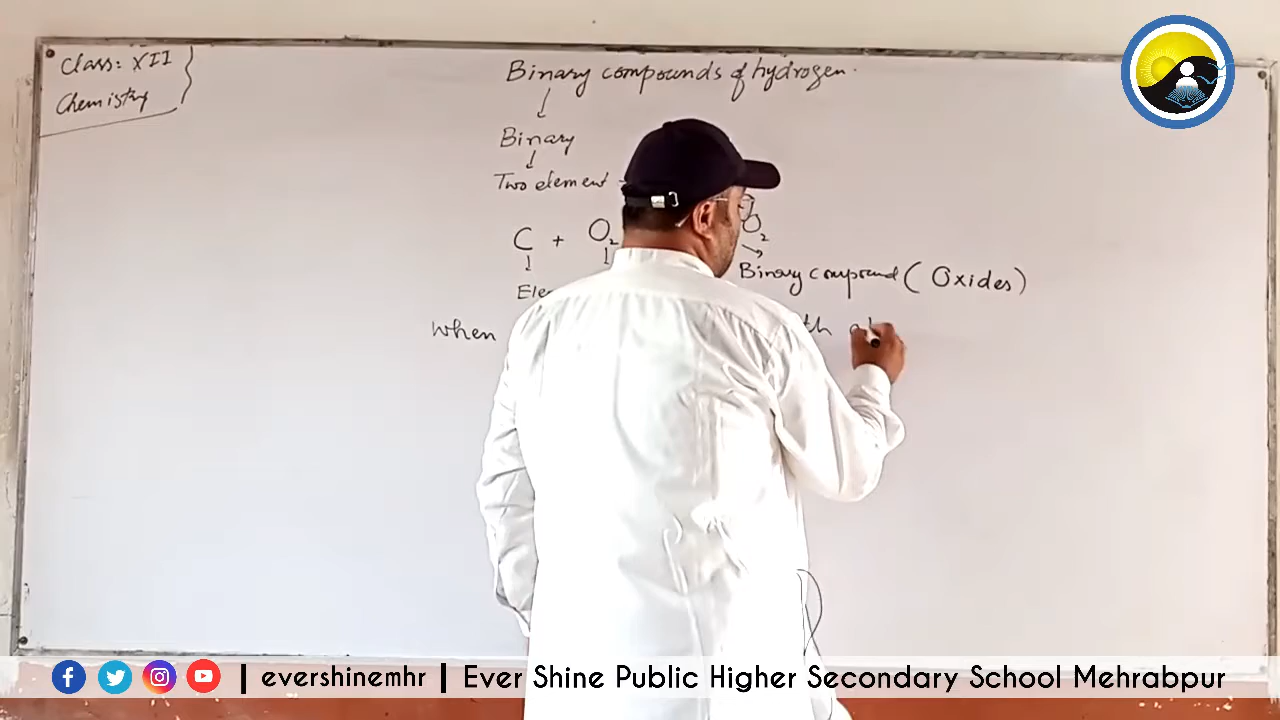 Class: XII
Chemistry
Binary compounds of hydrogen.
Binary
Two element
C + O₂
O₂
Binary compound ( Oxides )
When
| evershinemhr | Ever Shine Public Higher Secondary School Mehrabpur